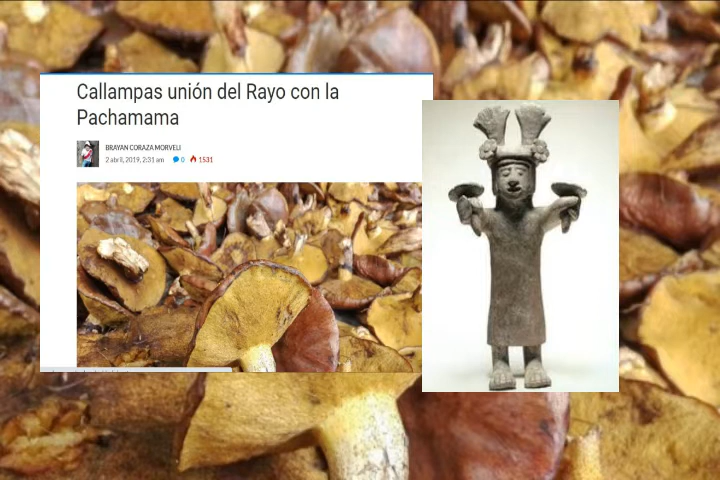 Callampas unión del Rayo con la
Pachamama
BRAYAN CORAZA MORVELI
2 abril, 2019, 2:31 am 0 1531